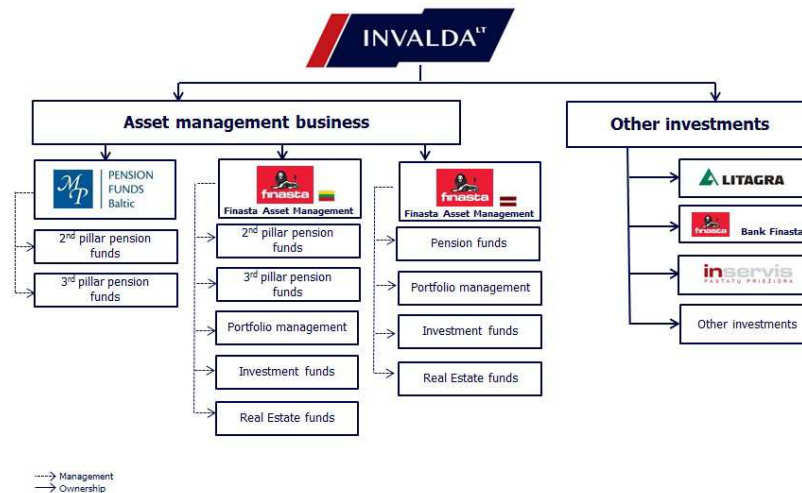 INVALDA LT
Asset management business
Other investments
MP PENSION
FUNDS
Baltic
2nd pillar pension
funds
3rd pillar pension
funds
finasta
Finasta Asset Management
2nd pillar pension
funds
3rd pillar pension
funds
Portfolio management
Investment funds
Real Estate funds
finasta
Finasta Asset Management
Pension funds
Portfolio management
Investment funds
Real Estate funds
LITAGRA
finasta Bank Finasta
inservis
PASTATŲ PRIEŽIŪRA
Other investments
Management
Ownership